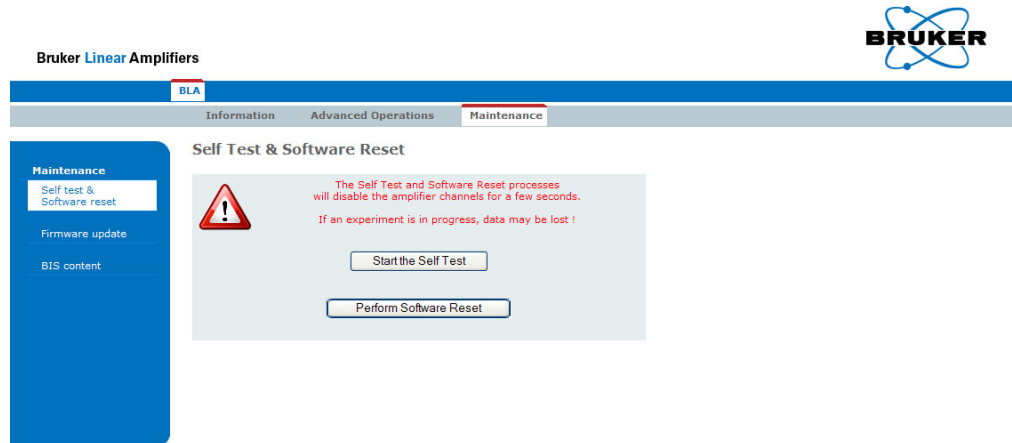 BRUKER
Bruker Linear Amplifiers
BLA
Information Advanced Operations Maintenance
Self Test & Software Reset
Maintenance
Self test &
Software reset
Firmware update
BIS content
The Self Test and Software Reset processes
will disable the amplifier channels for a few seconds.
If an experiment is in progress, data may be lost !
Start the Self Test
Perform Software Reset